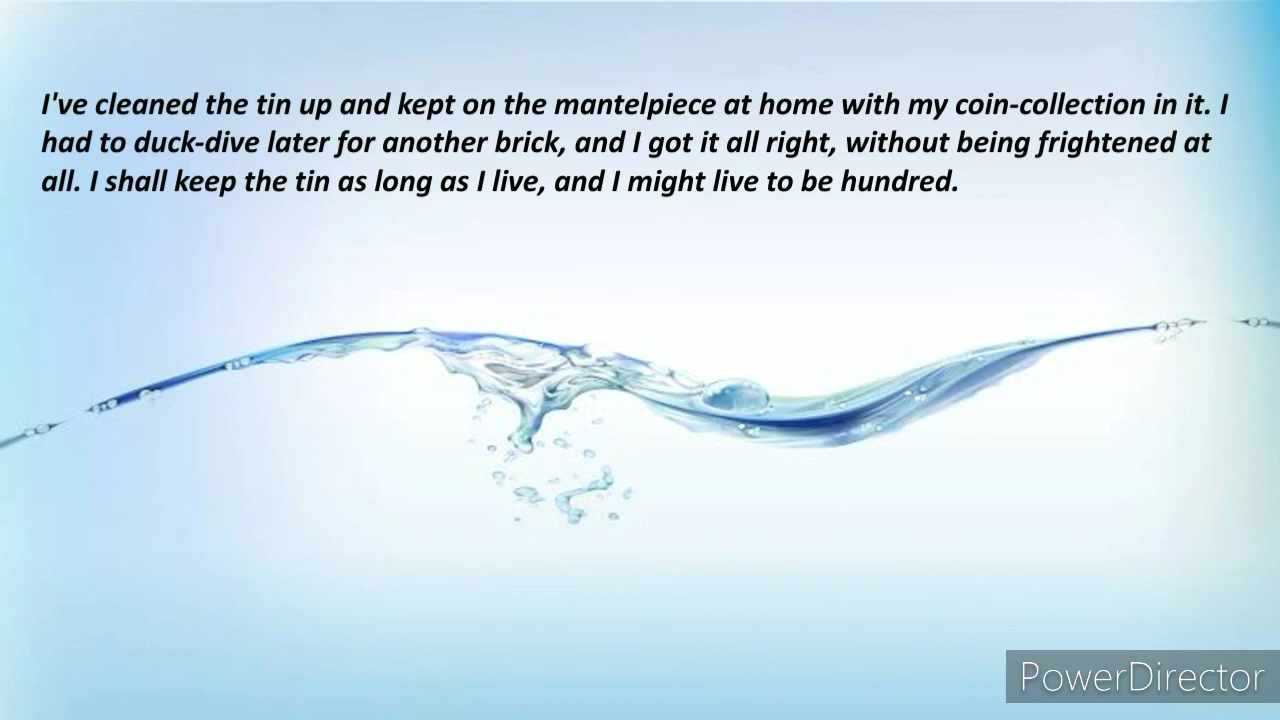 I've cleaned the tin up and kept on the mantelpiece at home with my coin-collection in it. I
had to duck-dive later for another brick, and I got it all right, without being frightened at
all. I shall keep the tin as long as I live, and I might live to be hundred.
PowerDirector